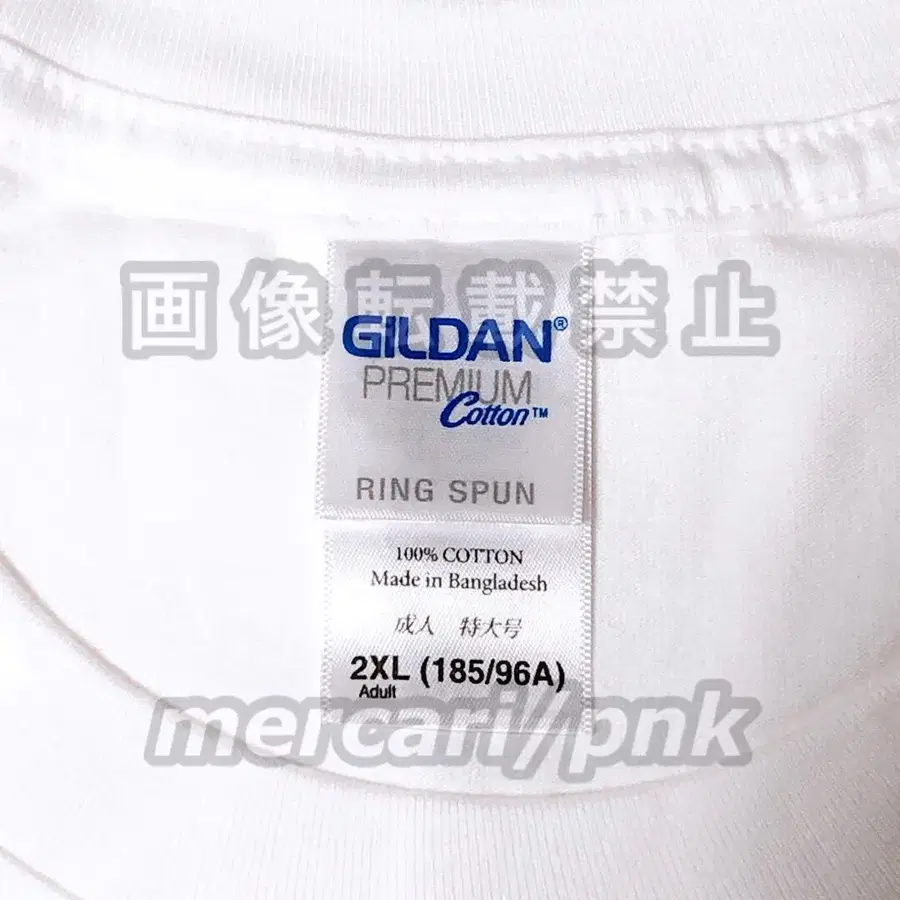 画像転載禁止
GILDAN®
PREMIUM
Cotton™
RING SPUN
100% COTTON
Made in Bangladesh
成人 特大号
2XL (185/96A)
Adult
mercari//pnk